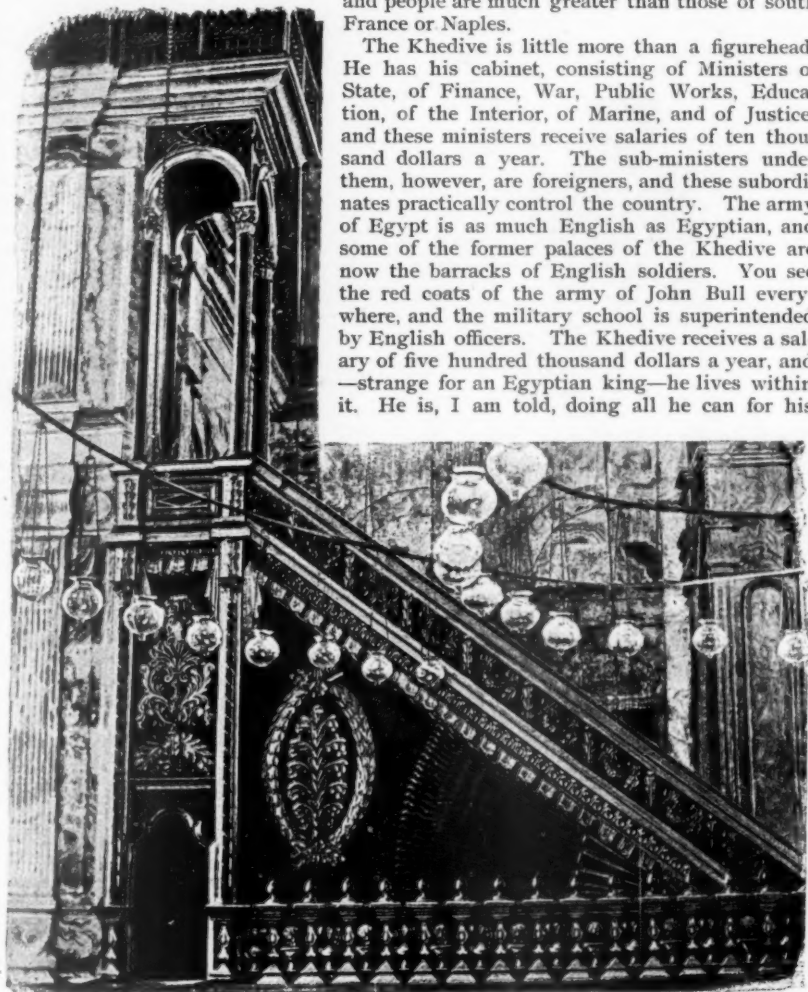 and people are much greater than those of south
France or Naples.
The Khedive is little more than a figurehead
He has his cabinet, consisting of Ministers o
State, of Finance, War, Public Works, Educa
tion, of the Interior, of Marine, and of Justice
and these ministers receive salaries of ten thou
sand dollars a year. The sub-ministers unde
them, however, are foreigners, and these subordi
nates practically control the country. The army
of Egypt is as much English as Egyptian, and
some of the former palaces of the Khedive are
now the barracks of English soldiers. You see
the red coats of the army of John Bull every
where, and the military school is superintended
by English officers. The Khedive receives a sal
ary of five hundred thousand dollars a year, and
—strange for an Egyptian king—he lives within
it. He is, I am told, doing all he can for his